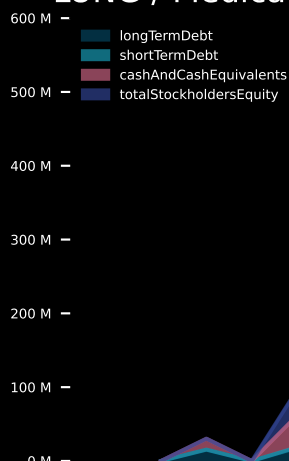 600 M
longTermDebt
shortTermDebt
cashAndCashEquivalents
totalStockholdersEquity
500 M
400 M
300 M
200 M
100 M
0 M